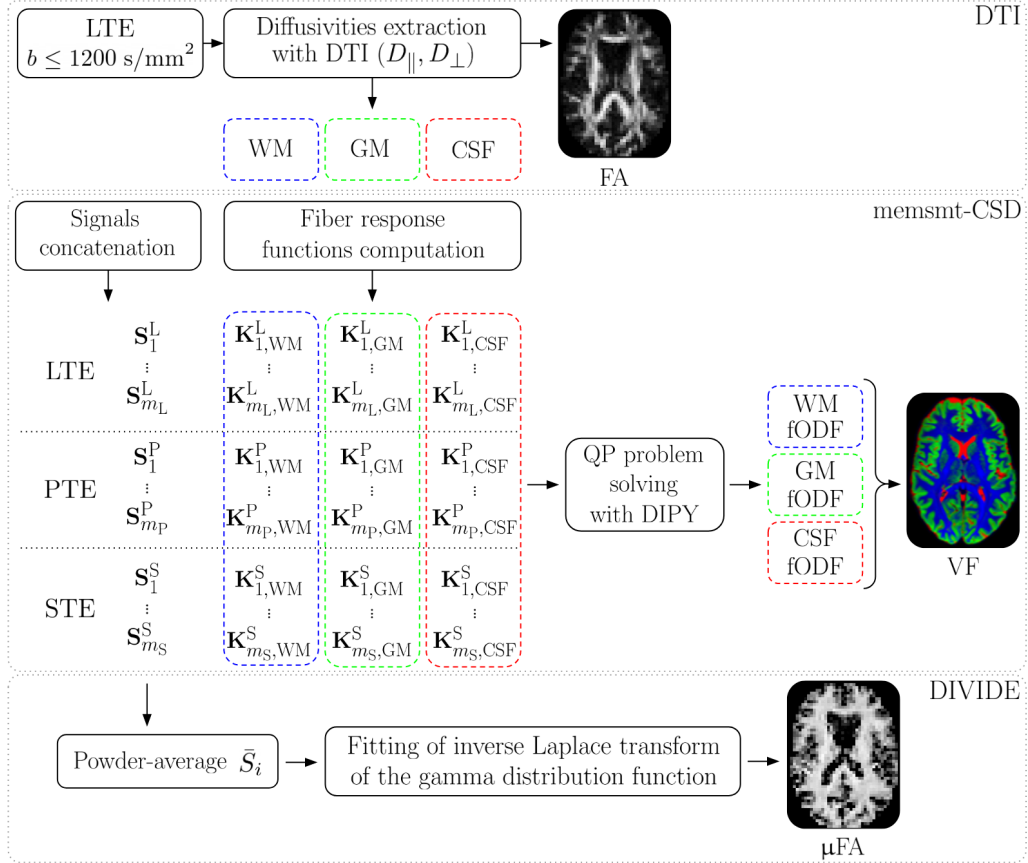 DTI
LTE
b ≤ 1200 s/mm²
Diffusivities extraction
with DTI (D∥, D⊥)
WM
GM
CSF
FA
memsmt-CSD
Signals
concatenation
Fiber response
functions computation
LTE
S₁ᴸ K^L_{1,WM} K^L_{1,GM} K^L_{1,CSF}
⋮ ⋮ ⋮ ⋮
S^L_{m_L} K^L_{m_L,WM} K^L_{m_L,GM} K^L_{m_L,CSF}
PTE
S^P_1 K^P_{1,WM} K^P_{1,GM} K^P_{1,CSF}
⋮ ⋮ ⋮ ⋮
S^P_{m_P} K^P_{m_P,WM} K^P_{m_P,GM} K^P_{m_P,CSF}
STE
S^S_1 K^S_{1,WM} K^S_{1,GM} K^S_{1,CSF}
⋮ ⋮ ⋮ ⋮
S^S_{m_S} K^S_{m_S,WM} K^S_{m_S,GM} K^S_{m_S,CSF}
QP problem
solving
with DIPY
WM
fODF
GM
fODF
CSF
fODF
VF
DIVIDE
Powder-average S̄ᵢ
Fitting of inverse Laplace transform
of the gamma distribution function
µFA